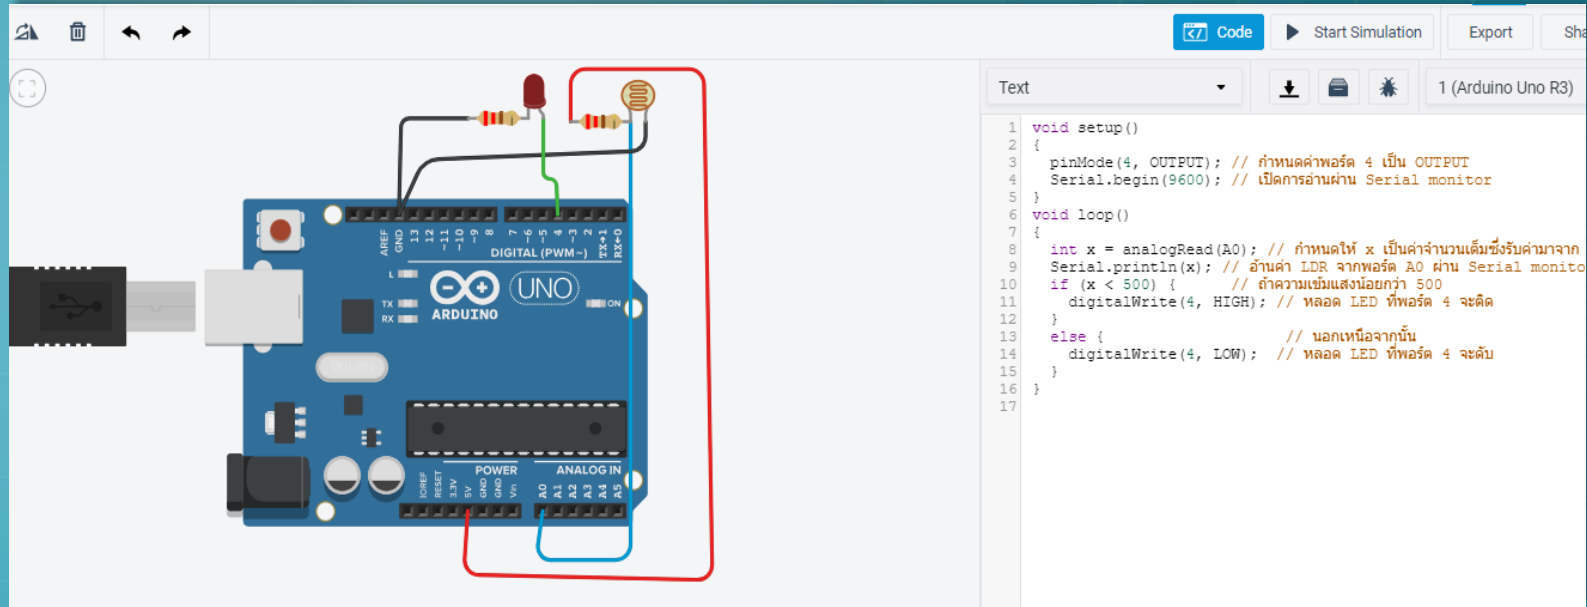 Code
Start Simulation
Export
Sha
Text
1 (Arduino Uno R3)
AREF
GND
13
12
~11
~10
~9
8
7
~6
~5
4
~3
2
TX→1
RX←0
DIGITAL (PWM ~)
L
TX
RX
ARDUINO
UNO
ON
POWER
ANALOG IN
IOREF
RESET
3.3V
5V
GND
GND
Vin
A0
A1
A2
A3
A4
A5
1 void setup()
2 {
3 pinMode(4, OUTPUT); // กำหนดค่าพอร์ต 4 เป็น OUTPUT
4 Serial.begin(9600); // เปิดการอ่านผ่าน Serial monitor
5 }
6 void loop()
7 {
8 int x = analogRead(A0); // กำหนดให้ x เป็นค่าจำนวนเต็มซึ่งรับค่ามาจาก
9 Serial.println(x); // อ้านค่า LDR จากพอร์ต A0 ผ่าน Serial monito
10 if (x < 500) { // ถ้าความเข้มแสงน้อยกว่า 500
11 digitalWrite(4, HIGH); // หลอด LED ที่พอร์ต 4 จะติด
12 }
13 else { // นอกเหนือจากนั้น
14 digitalWrite(4, LOW); // หลอด LED ที่พอร์ต 4 จะดับ
15 }
16 }
17